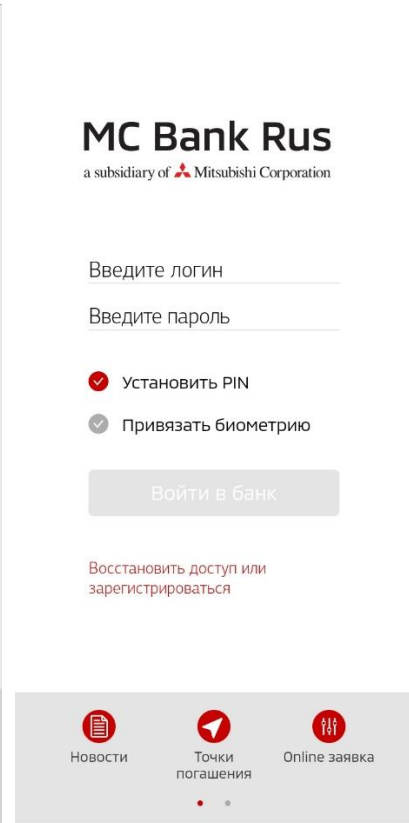 MC Bank Rus
a subsidiary of Mitsubishi Corporation
Введите логин
Введите пароль
Установить PIN
Привязать биометрию
Войти в банк
Восстановить доступ или
зарегистрироваться
Новости
Точки
погашения
Online заявка